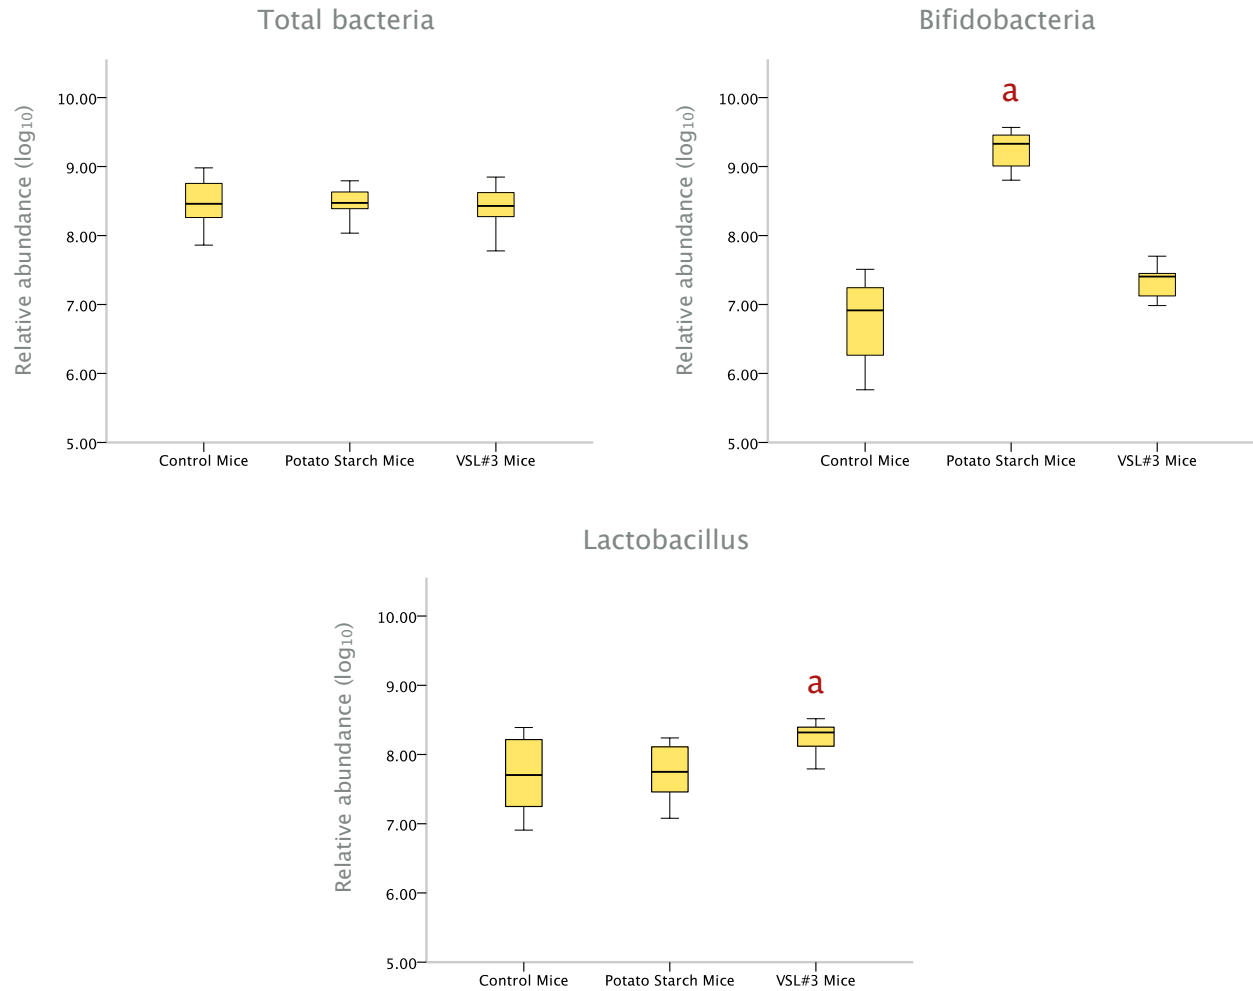 Total bacteria
Relative abundance (log₁₀)
10.00
9.00
8.00
7.00
6.00
5.00
Control Mice
Potato Starch Mice
VSL#3 Mice
Bifidobacteria
Relative abundance (log₁₀)
10.00
9.00
8.00
7.00
6.00
5.00
a
Control Mice
Potato Starch Mice
VSL#3 Mice
Lactobacillus
Relative abundance (log₁₀)
10.00
9.00
8.00
7.00
6.00
5.00
a
Control Mice
Potato Starch Mice
VSL#3 Mice